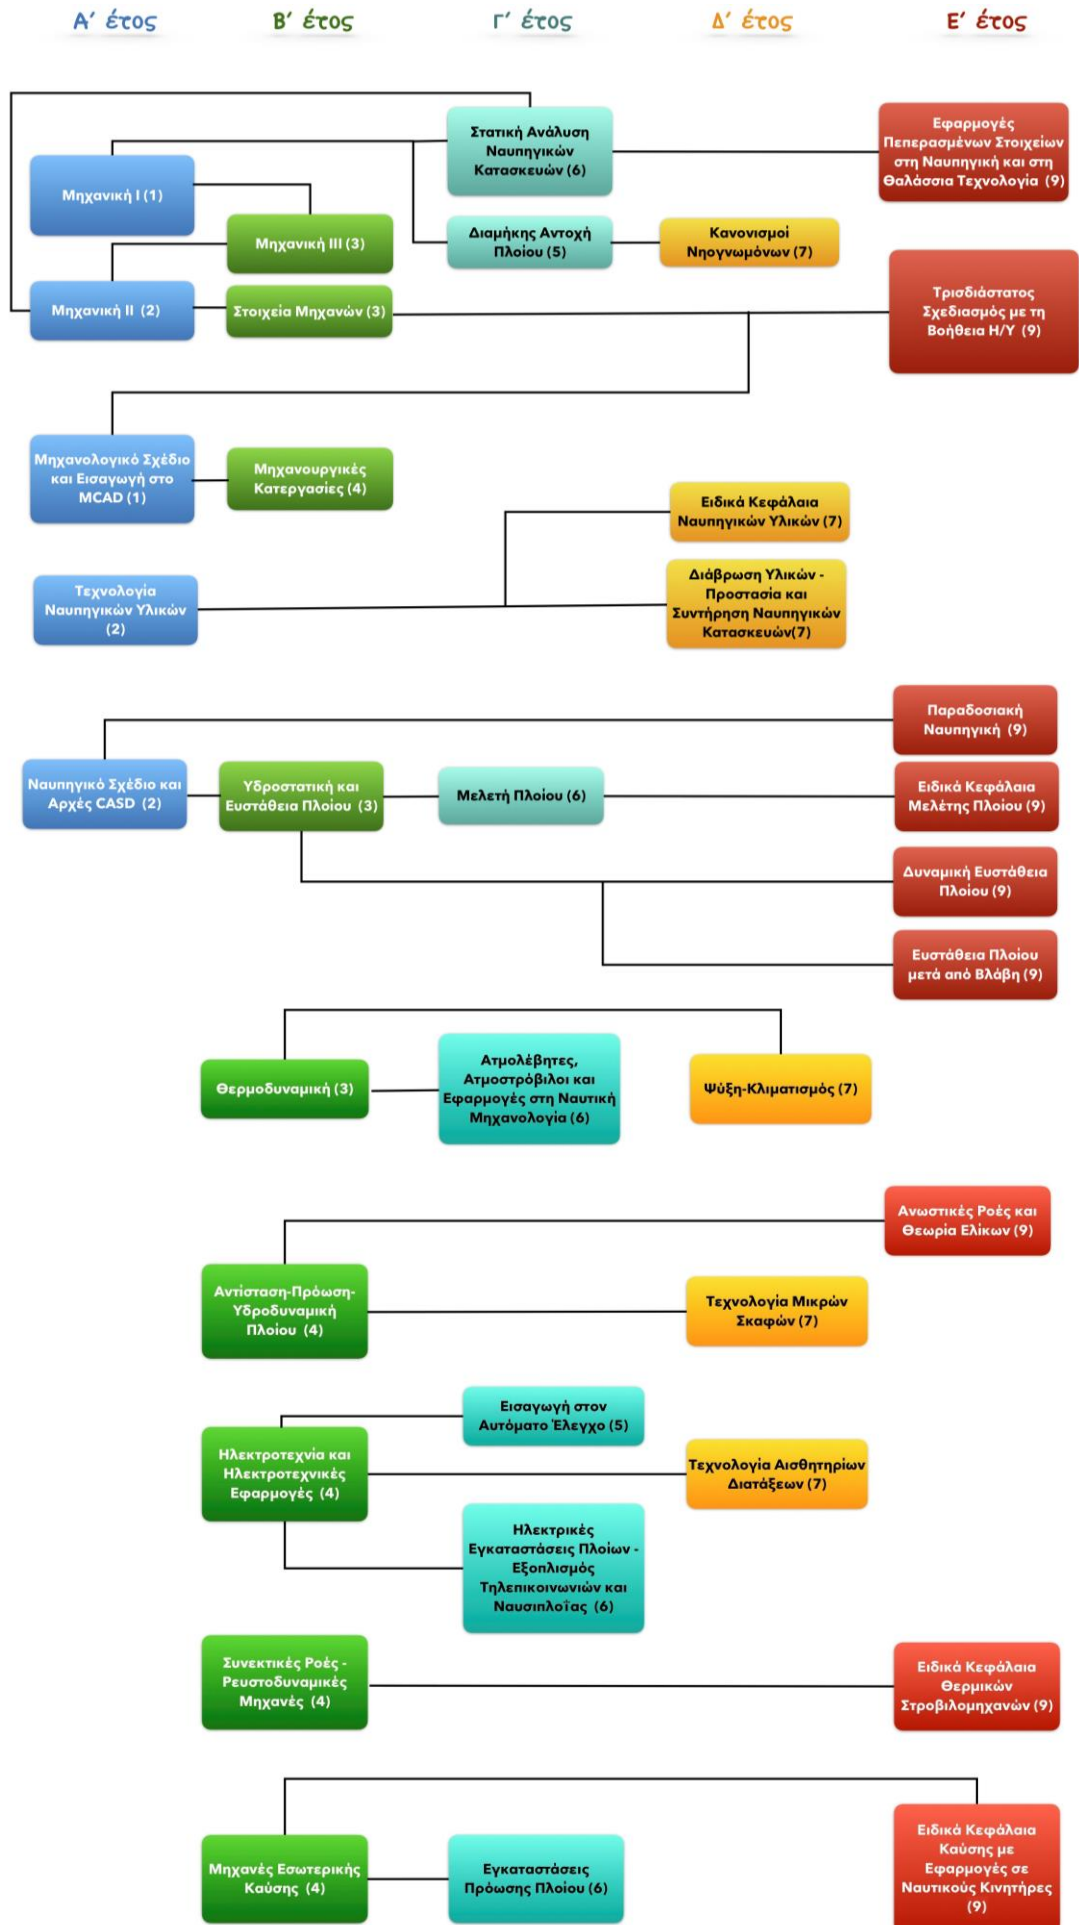 Α΄ έτος
Β΄ έτος
Γ΄ έτος
Δ΄ έτος
Ε΄ έτος
Στατική Ανάλυση
Ναυπηγικών
Κατασκευών (6)
Εφαρμογές
Πεπερασμένων Στοιχείων
στη Ναυπηγική και στη
Θαλάσσια Τεχνολογία (9)
Μηχανική Ι (1)
Μηχανική ΙΙΙ (3)
Διαμήκης Αντοχή
Πλοίου (5)
Κανονισμοί
Νηογνωμόνων (7)
Μηχανική ΙΙ (2)
Στοιχεία Μηχανών (3)
Τρισδιάστατος
Σχεδιασμός με τη
Βοήθεια Η/Υ (9)
Μηχανολογικό Σχέδιο
και Εισαγωγή στο
MCAD (1)
Μηχανουργικές
Κατεργασίες (4)
Ειδικά Κεφάλαια
Ναυπηγικών Υλικών (7)
Τεχνολογία
Ναυπηγικών Υλικών
(2)
Διάβρωση Υλικών -
Προστασία και
Συντήρηση Ναυπηγικών
Κατασκευών(7)
Παραδοσιακή
Ναυπηγική (9)
Ναυπηγικό Σχέδιο και
Αρχές CASD (2)
Υδροστατική και
Ευστάθεια Πλοίου (3)
Μελετή Πλοίου (6)
Ειδικά Κεφάλαια
Μελέτης Πλοίου (9)
Δυναμική Ευστάθεια
Πλοίου (9)
Ευστάθεια Πλοίου
μετά από Βλάβη (9)
Θερμοδυναμική (3)
Ατμολέβητες,
Ατμοστρόβιλοι και
Εφαρμογές στη Ναυτική
Μηχανολογία (6)
Ψύξη-Κλιματισμός (7)
Ανωστικές Ροές και
Θεωρία Ελίκων (9)
Αντίσταση-Πρόωση-
Υδροδυναμική
Πλοίου (4)
Τεχνολογία Μικρών
Σκαφών (7)
Εισαγωγή στον
Αυτόματο Έλεγχο (5)
Ηλεκτροτεχνία και
Ηλεκτροτεχνικές
Εφαρμογές (4)
Τεχνολογία Αισθητηρίων
Διατάξεων (7)
Ηλεκτρικές
Εγκαταστάσεις Πλοίων -
Εξοπλισμός
Τηλεπικοινωνιών και
Ναυσιπλοΐας (6)
Συνεκτικές Ροές -
Ρευστοδυναμικές
Μηχανές (4)
Ειδικά Κεφάλαια
Θερμικών
Στροβιλομηχανών (9)
Μηχανές Εσωτερικής
Καύσης (4)
Εγκαταστάσεις
Πρόωσης Πλοίου (6)
Ειδικά Κεφάλαια
Καύσης με
Εφαρμογές σε
Ναυτικούς Κινητήρες
(9)